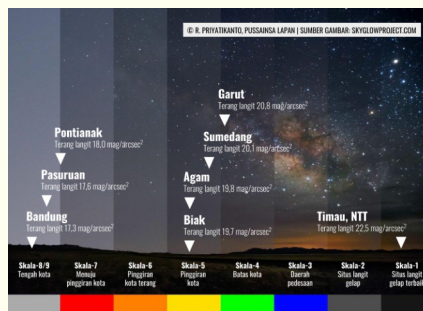 © R. PRIYATIKANTO, PUSSAINSA LAPAN | SUMBER GAMBAR: SKYGLOWPROJECT.COM
Garut
Terang langit 20,8 mag/arcsec²
Pontianak
Terang langit 18,0 mag/arcsec²
Sumedang
Terang langit 20,1 mag/arcsec²
Pasuruan
Terang langit 17,6 mag/arcsec²
Agam
Terang langit 19,8 mag/arcsec²
Bandung
Terang langit 17,3 mag/arcsec²
Biak
Terang langit 19,7 mag/arcsec²
Timau, NTT
Terang langit 22,5 mag/arcsec²
Skala-8/9
Tengah kota
Skala-7
Menuju
pinggiran kota
Skala-6
Pinggiran
kota terang
Skala-5
Pinggiran
kota
Skala-4
Batas kota
Skala-3
Daerah
pedesaan
Skala-2
Situs langit
gelap
Skala-1
Situs langit
gelap terbaik